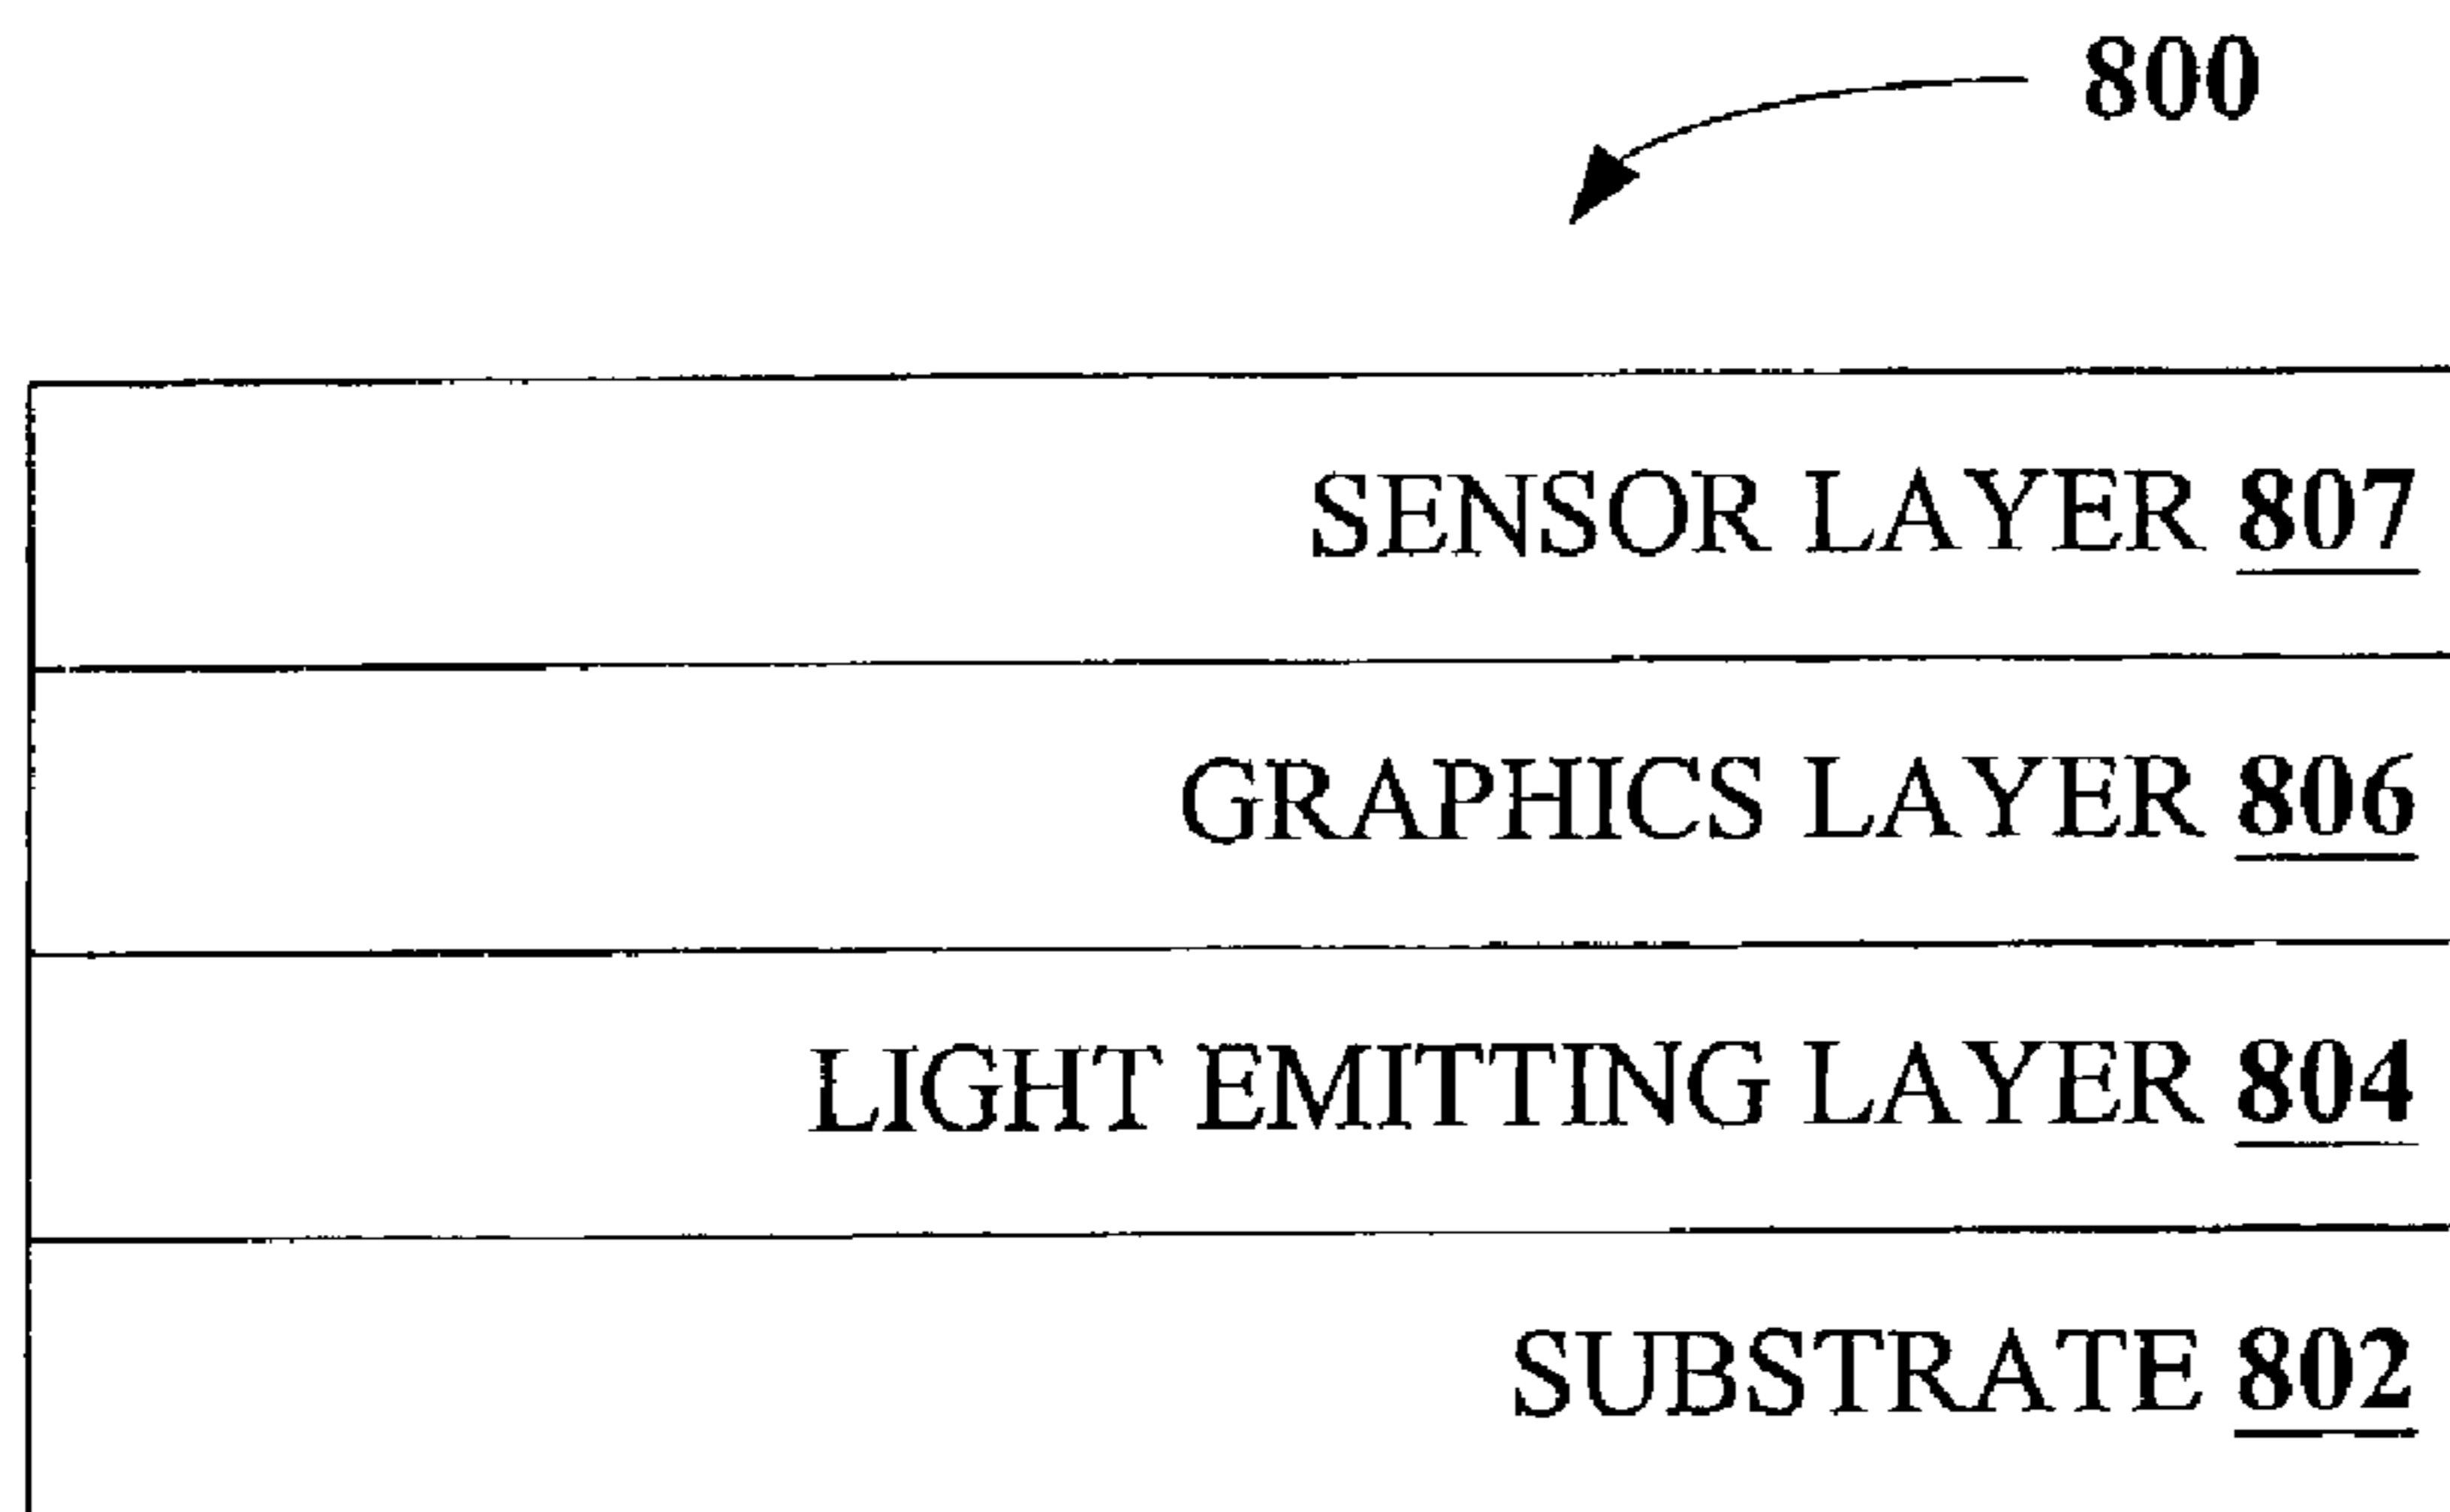 800
SENSOR LAYER 807
GRAPHICS LAYER 806
LIGHT EMITTING LAYER 804
SUBSTRATE 802